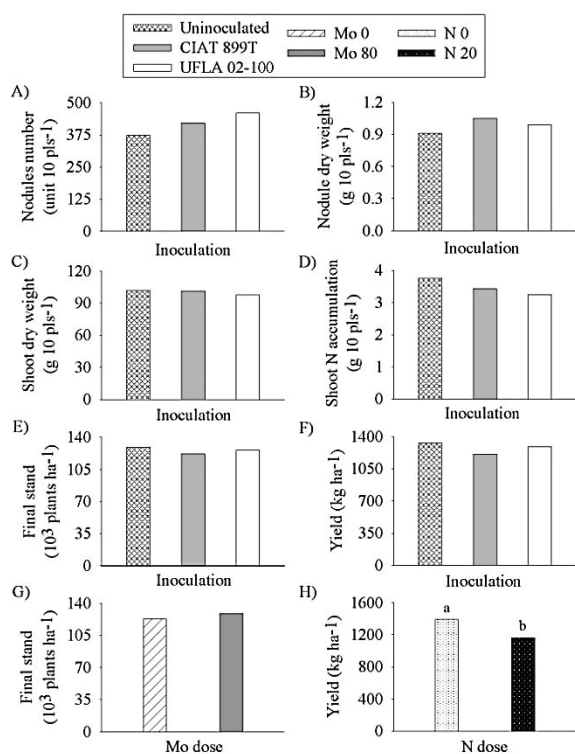 Uninoculated
CIAT 899T
UFLA 02-100
Mo 0
Mo 80
N 0
N 20
A)
Nodules number
(unit 10 pls-1)
500
375
250
125
0
Inoculation
B)
Nodule dry weight
(g 10 pls-1)
1.2
0.9
0.6
0.3
0.0
Inoculation
C)
Shoot dry weight
(g 10 pls-1)
120
90
60
30
0
Inoculation
D)
Shoot N accumulation
(g 10 pls-1)
4
3
2
1
0
Inoculation
E)
Final stand
(10³ plants ha-1)
140
105
70
35
0
Inoculation
F)
Yield (kg ha-1)
1400
1050
700
350
0
Inoculation
G)
Final stand
(10³ plants ha-1)
140
105
70
35
0
Mo dose
H)
Yield (kg ha-1)
1600
1200
800
400
0
a
b
N dose